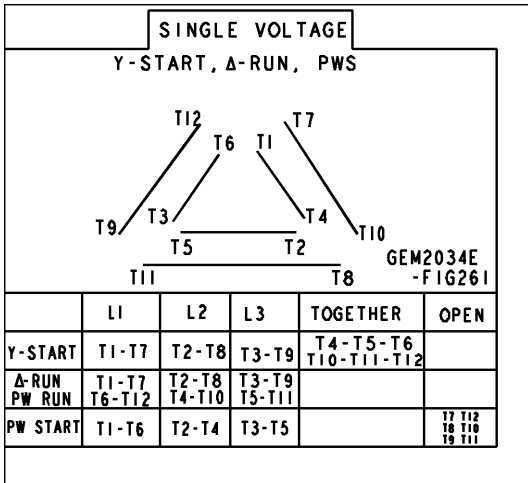 SINGLE VOLTAGE
Y-START, Δ-RUN, PWS
T12 T7
T6 T1
T9 T3 T4 T10
T5 T2
T11 T8
GEM2034E
-FIG261
L1 L2 L3 TOGETHER OPEN
Y-START T1-T7 T2-T8 T3-T9 T4-T5-T6
T10-T11-T12
Δ-RUN T1-T7 T2-T8 T3-T9
PW RUN T6-T12 T4-T10 T5-T11
PW START T1-T6 T2-T4 T3-T5 T7 T12
T8 T10
T9 T11